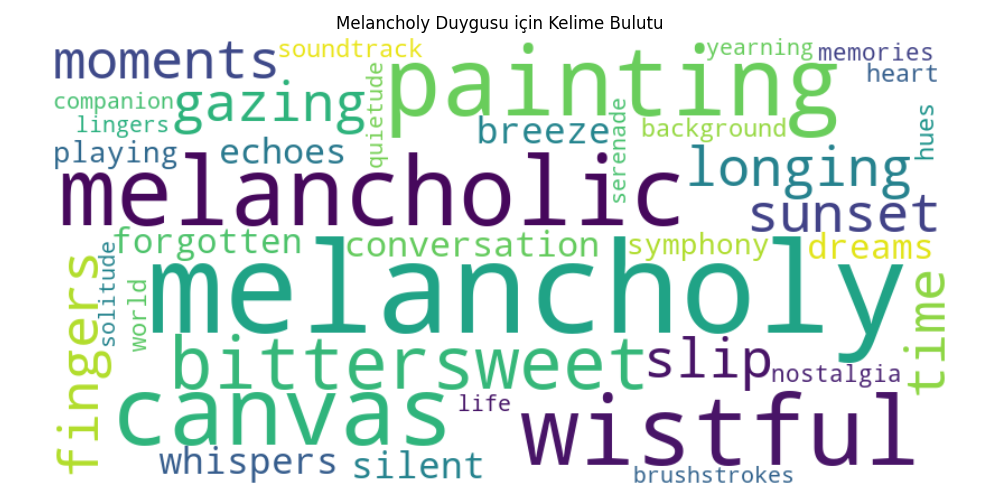 Melancholy Duygusu için Kelime Bulutu
moments
soundtrack
painting
yearning
memories
heart
companion
gazing
quietude
lingers
breeze
serenade
background
hues
playing
echoes
melancholic
longing
sunset
forgotten
conversation
symphony
dreams
fingers
solitude
world
melancholy
time
bittersweet
slip
nostalgia
canvas
life
wistful
whispers
silent
brushstrokes